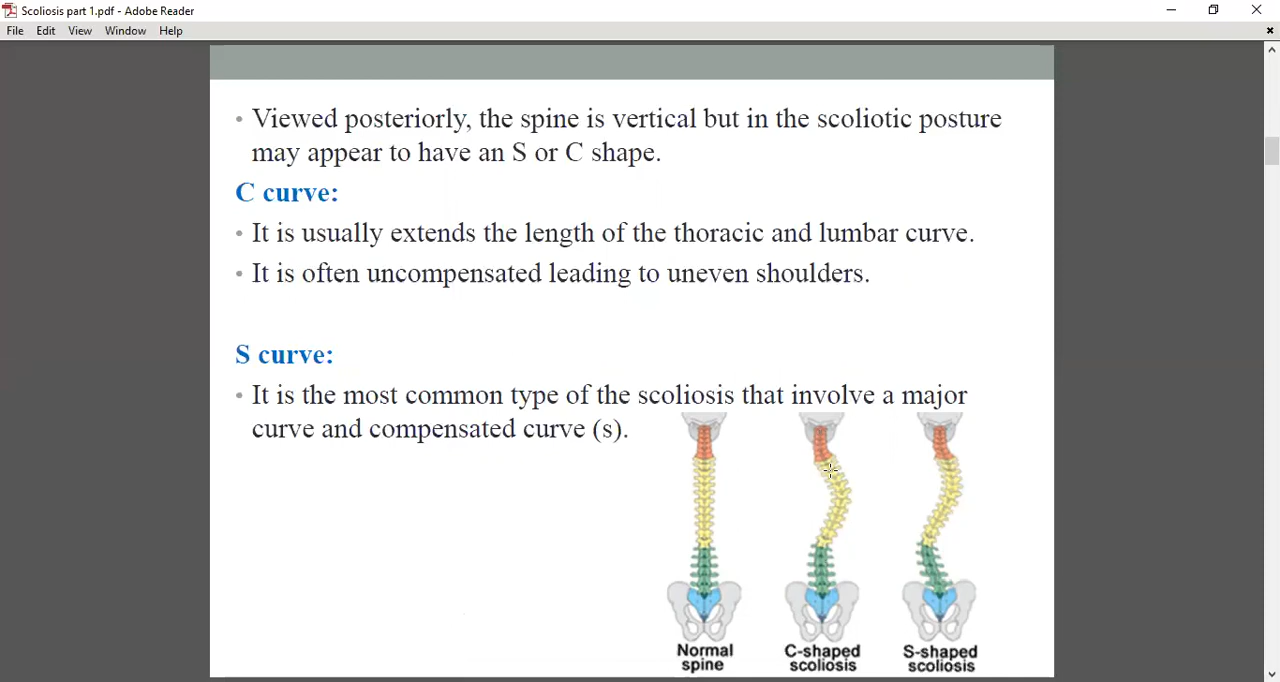 Scoliosis part 1.pdf - Adobe Reader
File Edit View Window Help
• Viewed posteriorly, the spine is vertical but in the scoliotic posture
may appear to have an S or C shape.
C curve:
• It is usually extends the length of the thoracic and lumbar curve.
• It is often uncompensated leading to uneven shoulders.
S curve:
• It is the most common type of the scoliosis that involve a major
curve and compensated curve (s).
Normal
spine
C-shaped
scoliosis
S-shaped
scoliosis